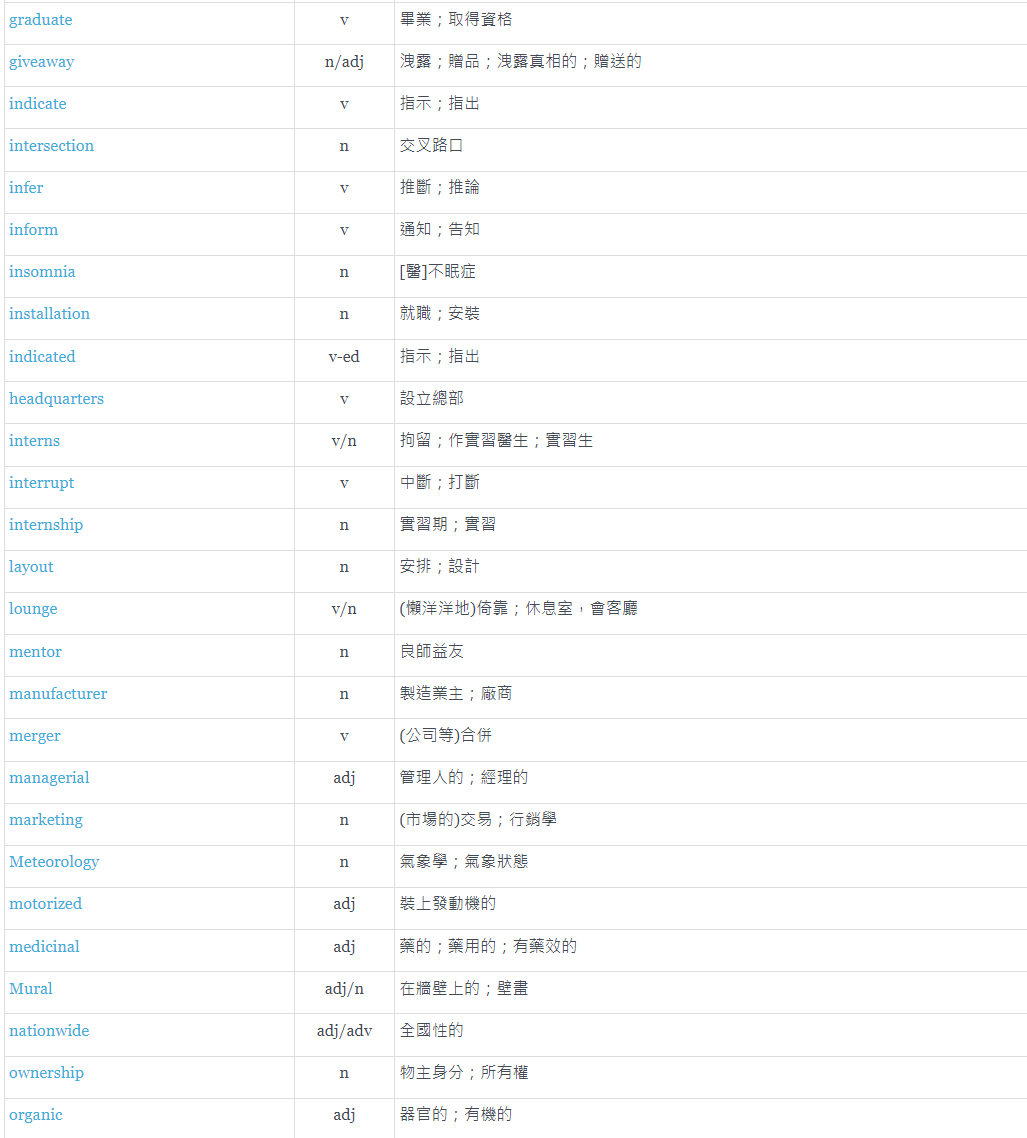 graduate v 畢業；取得資格
giveaway n/adj 洩露；贈品；洩露真相的；贈送的
indicate v 指示；指出
intersection n 交叉路口
infer v 推斷；推論
inform v 通知；告知
insomnia n [醫]不眠症
installation n 就職；安裝
indicated v-ed 指示；指出
headquarters v 設立總部
interns v/n 拘留；作實習醫生；實習生
interrupt v 中斷；打斷
internship n 實習期；實習
layout n 安排；設計
lounge v/n (懶洋洋地)倚靠；休息室，會客廳
mentor n 良師益友
manufacturer n 製造業主；廠商
merger v (公司等)合併
managerial adj 管理人的；經理的
marketing n (市場的)交易；行銷學
Meteorology n 氣象學；氣象狀態
motorized adj 裝上發動機的
medicinal adj 藥的；藥用的；有藥效的
Mural adj/n 在牆壁上的；壁畫
nationwide adj/adv 全國性的
ownership n 物主身分；所有權
organic adj 器官的；有機的